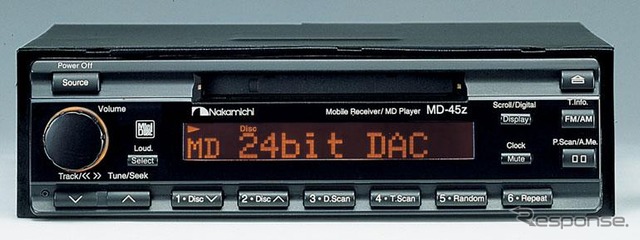 Power Off
Source
Volume
Nakamichi
Mobile Receiver/ MD Player MD-45z
Scroll/Digital
Display
T.Info.
FM/AM
Loud.
Select
Disc
MD 24bit DAC
Clock
Mute
P.Scan/A.Me.
Track/<< >> Tune/Seek
1 • Disc
2 • Disc
3 • D.Scan
4 • T.Scan
5 • Random
6 • Repeat
Response.